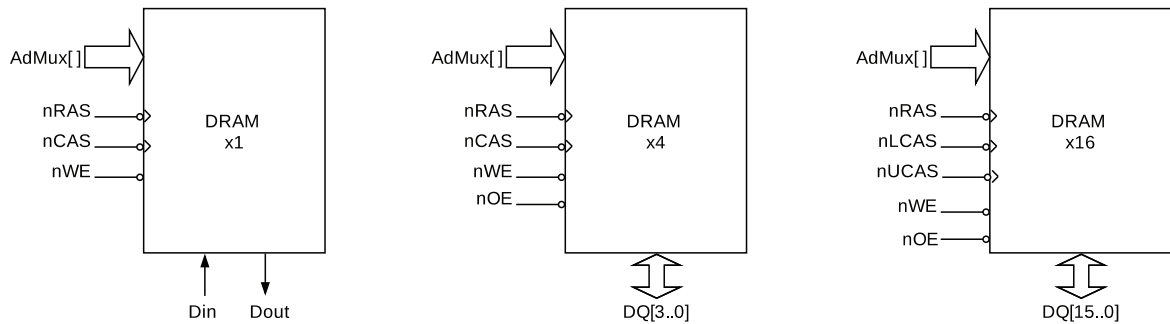 AdMux[ ]
nRAS
nCAS
nWE
DRAM
x1
Din
Dout
AdMux[ ]
nRAS
nCAS
nWE
nOE
DRAM
x4
DQ[3..0]
AdMux[ ]
nRAS
nLCAS
nUCAS
nWE
nOE
DRAM
x16
DQ[15..0]